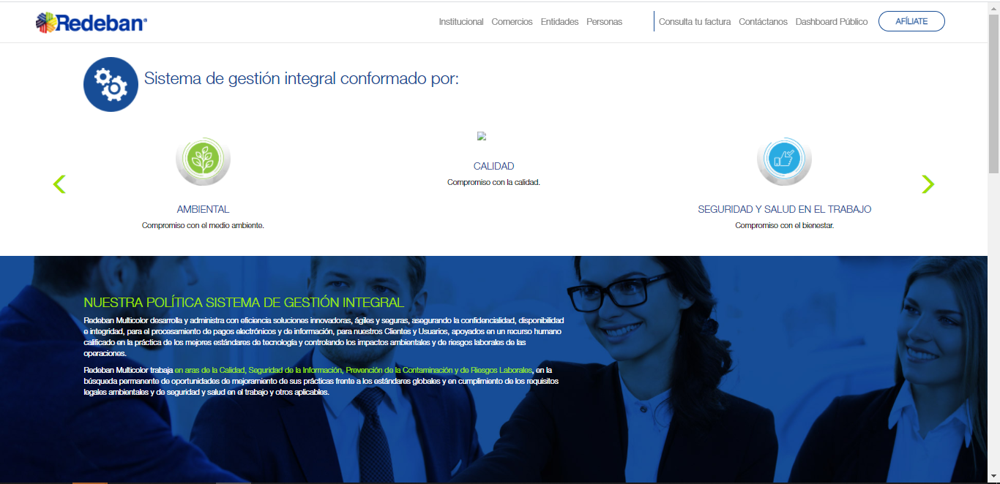 Redeban®
Institucional Comercios Entidades Personas
Consulta tu factura Contáctanos Dashboard Público
AFÍLIATE
Sistema de gestión integral conformado por:
AMBIENTAL
Compromiso con el medio ambiente.
CALIDAD
Compromiso con la calidad.
SEGURIDAD Y SALUD EN EL TRABAJO
Compromiso con el bienestar.
NUESTRA POLÍTICA SISTEMA DE GESTIÓN INTEGRAL
Redeban Multicolor desarrolla y administra con eficiencia soluciones innovadoras, ágiles y seguras, asegurando la confidencialidad, disponibilidad
e integridad, para el procesamiento de pagos electrónicos y de información, para nuestros Clientes y Usuarios, apoyados en un recurso humano
calificado en la práctica de los mejores estándares de tecnología y controlando los impactos ambientales y de riesgos laborales de las
operaciones.
Redeban Multicolor trabaja en aras de la Calidad, Seguridad de la Información, Prevención de la Contaminación y de Riesgos Laborales, en la
búsqueda permanente de oportunidades de mejoramiento de sus prácticas frente a los estándares globales y en cumplimiento de los requisitos
legales ambientales y de seguridad y salud en el trabajo y otros aplicables.